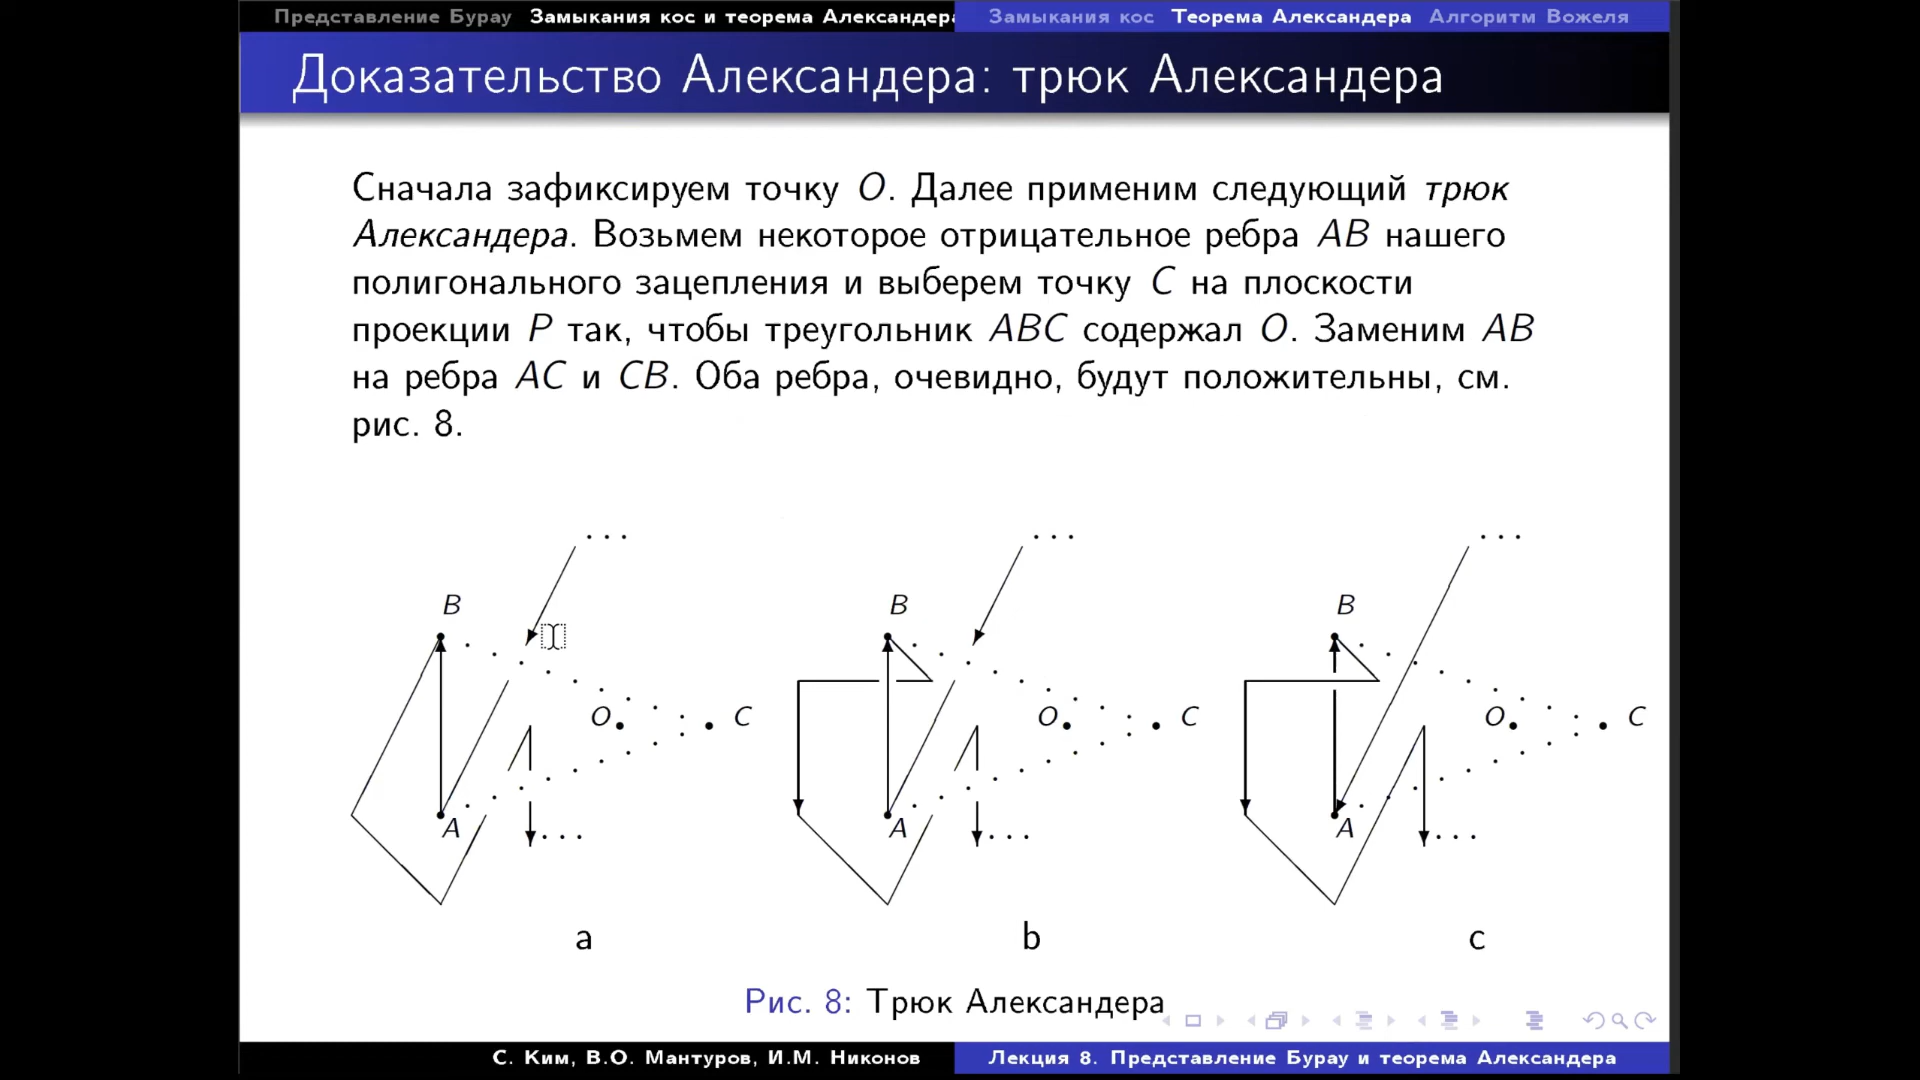 Представление Бурау Замыкания кос и теорема Александера Замыкания кос Теорема Александера Алгоритм Вожеля
Доказательство Александера: трюк Александера
Сначала зафиксируем точку O. Далее применим следующий трюк
Александера. Возьмем некоторое отрицательное ребра AB нашего
полигонального зацепления и выберем точку C на плоскости
проекции P так, чтобы треугольник ABC содержал O. Заменим AB
на ребра AC и CB. Оба ребра, очевидно, будут положительны, см.
рис. 8.
... ... ...
B B B
O C O C O C
A ... A ... A ...
a b c
Рис. 8: Трюк Александера
С. Ким, В.О. Мантуров, И.М. Никонов Лекция 8. Представление Бурау и теорема Александера